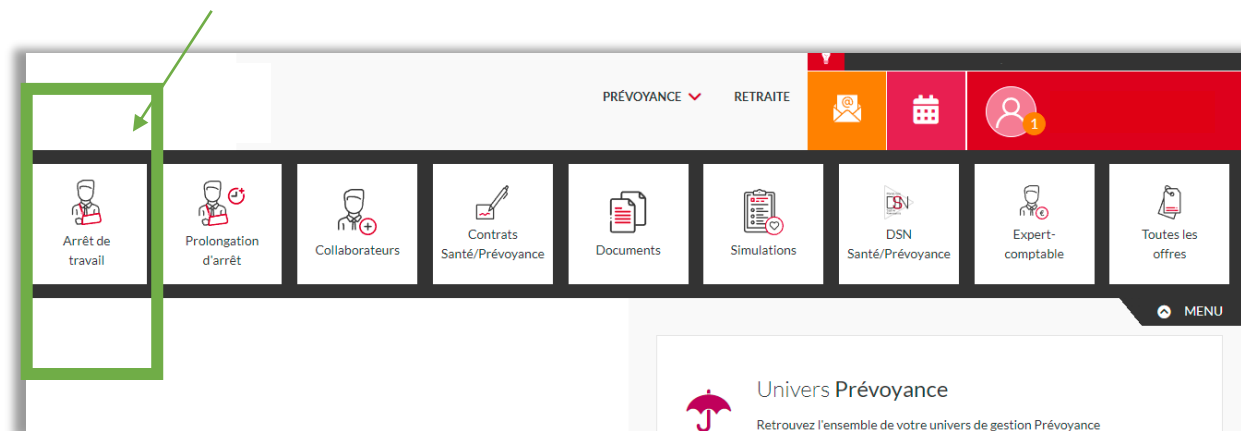 PRÉVOYANCE RETRAITE
@
1
Arrêt de
travail
Prolongation
d'arrêt
Collaborateurs
Contrats
Santé/Prévoyance
Documents
Simulations
DSN
DSN
Santé/Prévoyance
€
Expert-
comptable
Toutes les
offres
MENU
Univers Prévoyance
Retrouvez l'ensemble de votre univers de gestion Prévoyance